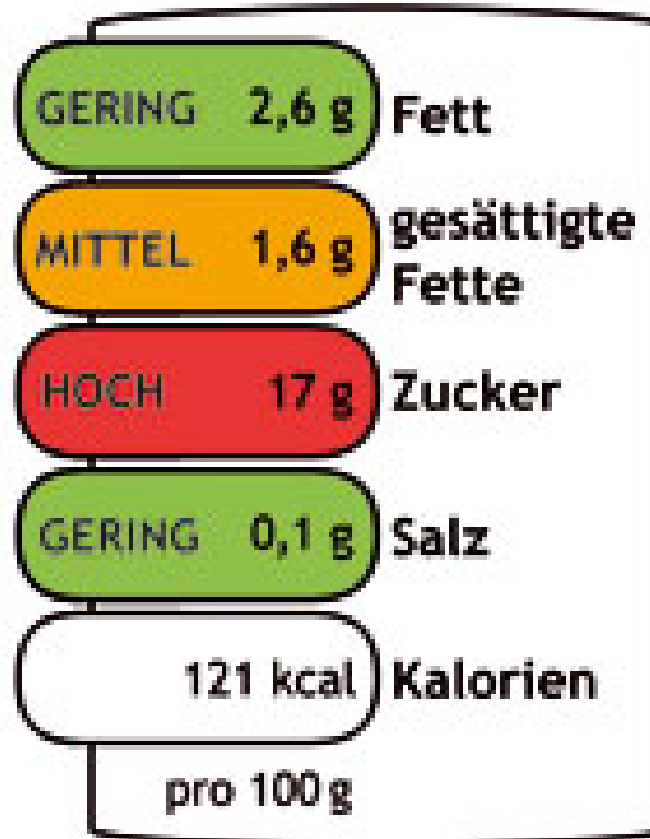 GERING 2,6 g Fett
MITTEL 1,6 g gesättigte
Fette
HOCH 17 g Zucker
GERING 0,1 g Salz
121 kcal Kalorien
pro 100 g